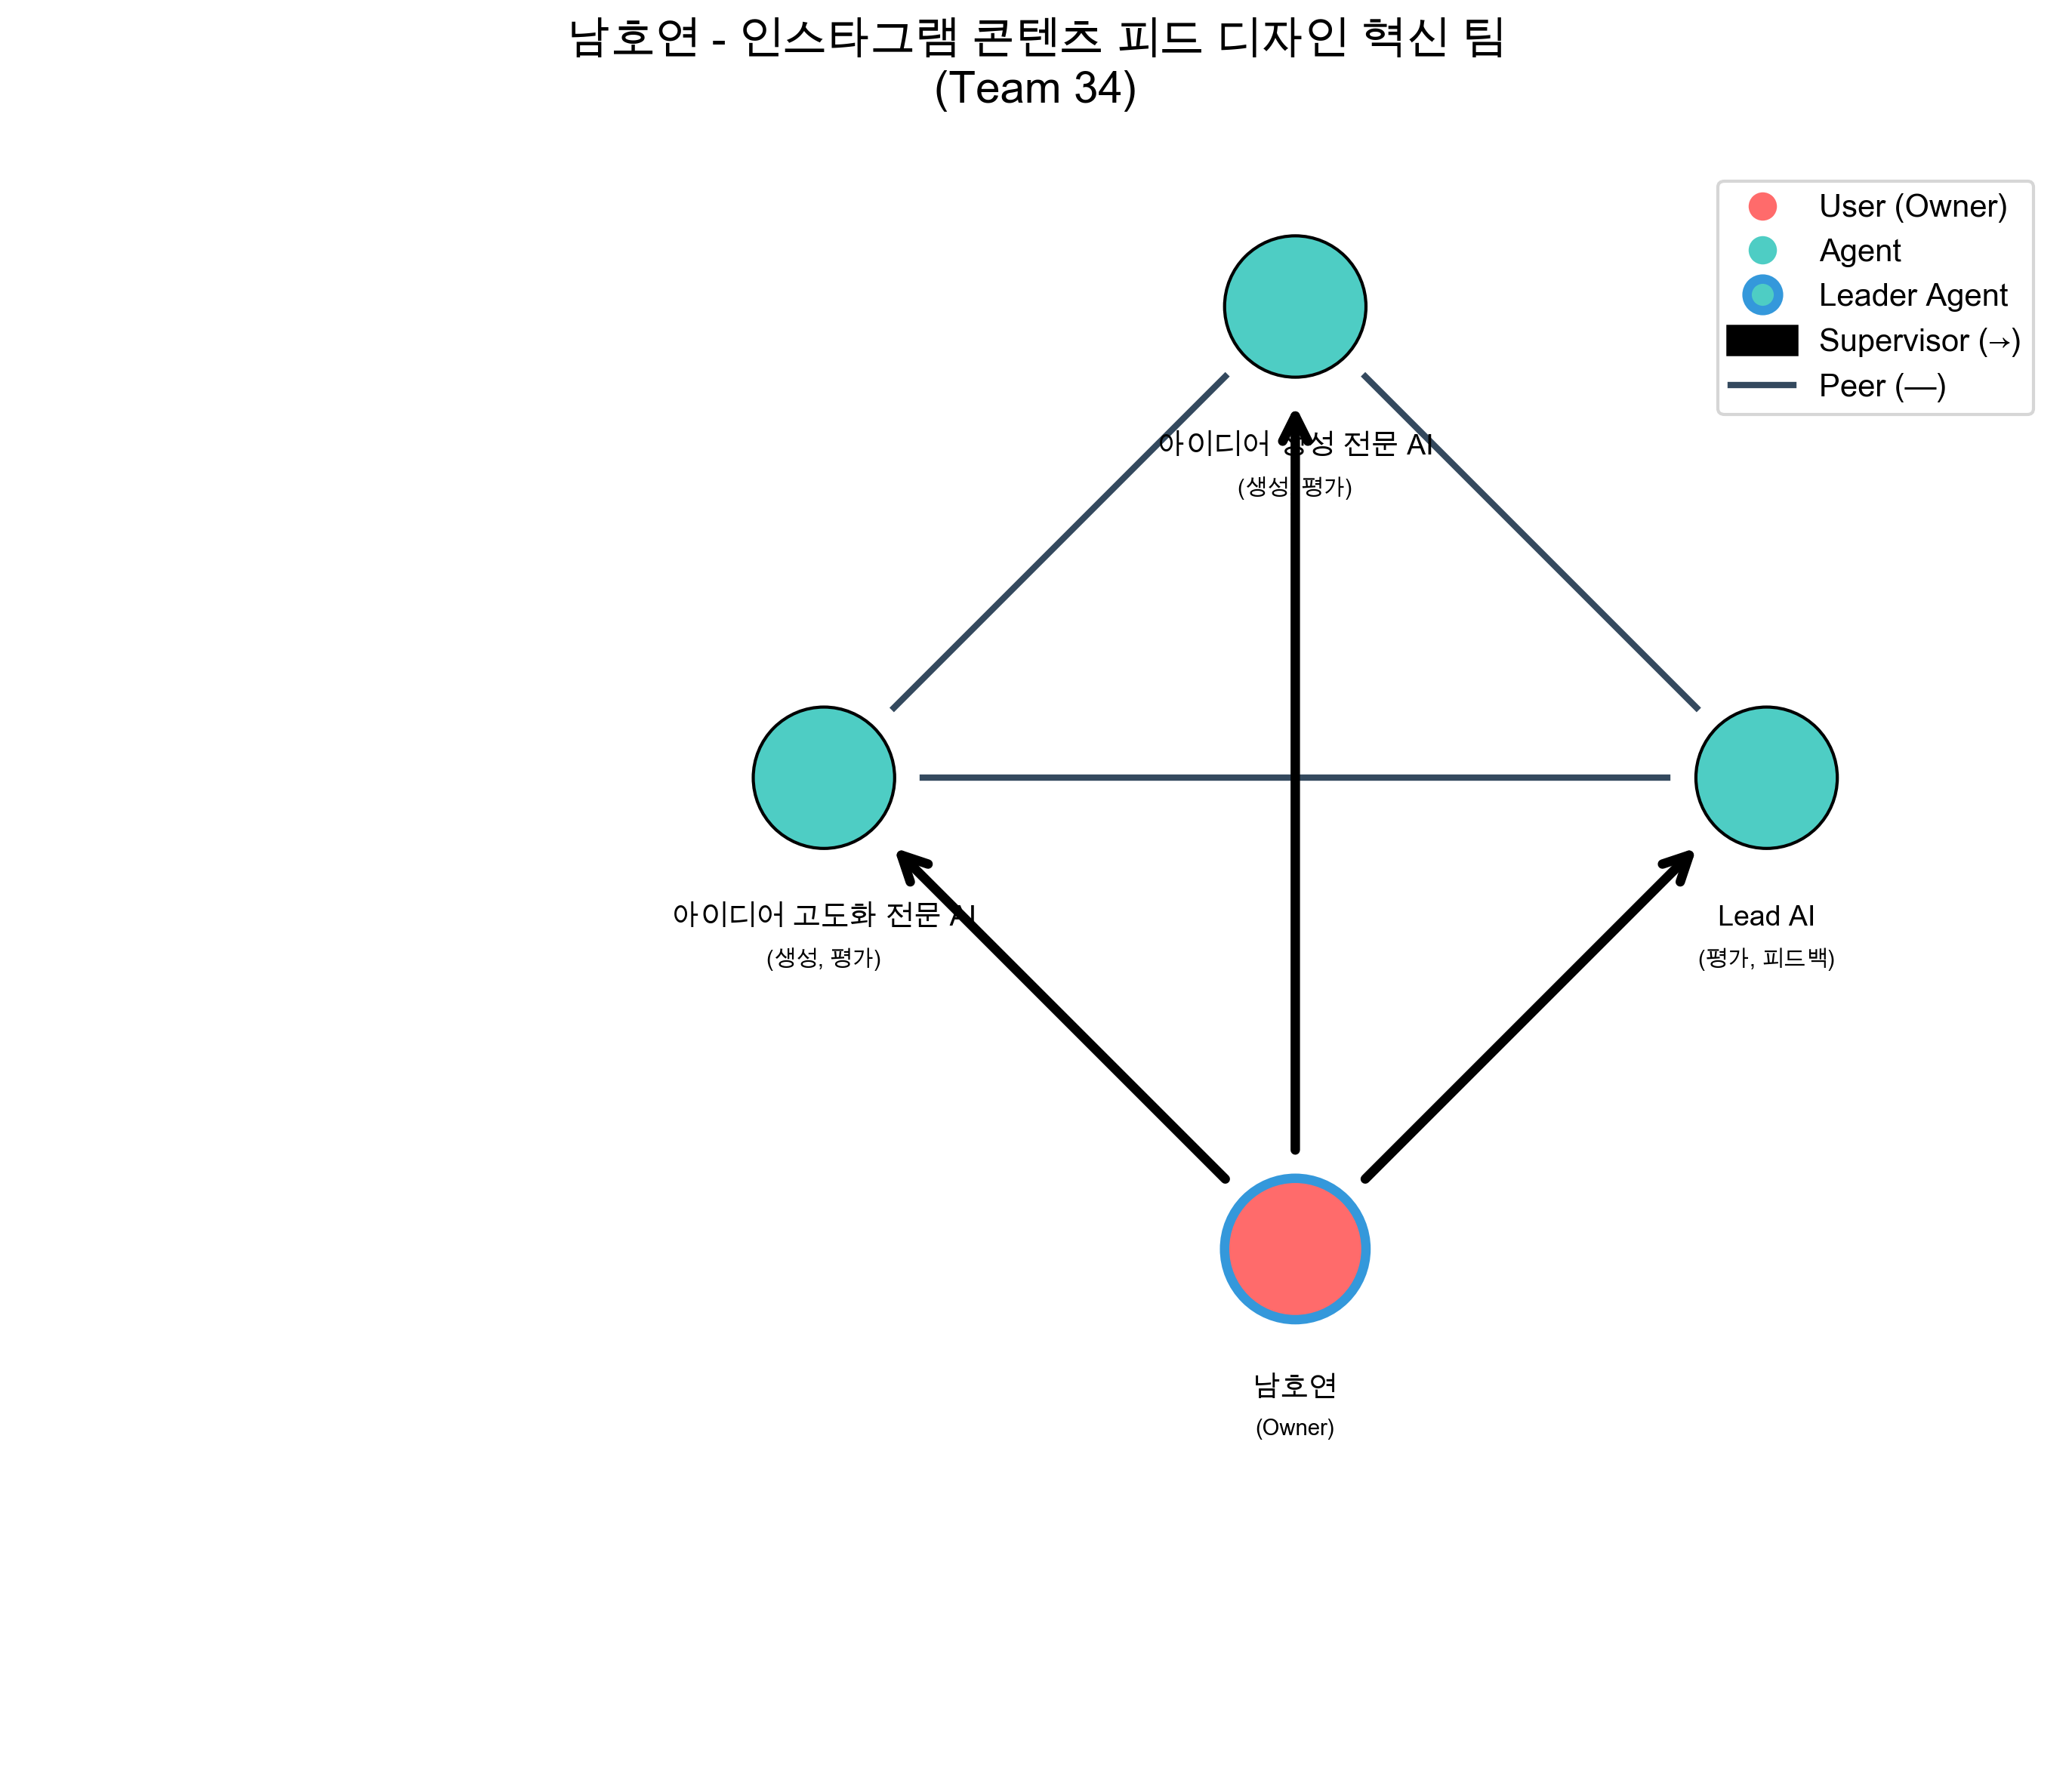 남호연 - 인스타그램 콘텐츠 피드 디자인 혁신 팀
(Team 34)
User (Owner)
Agent
Leader Agent
Supervisor (→)
Peer (—)
아이디어 생성 전문 AI
(생성, 평가)
아이디어 고도화 전문 AI
(생성, 평가)
Lead AI
(평가, 피드백)
남호연
(Owner)